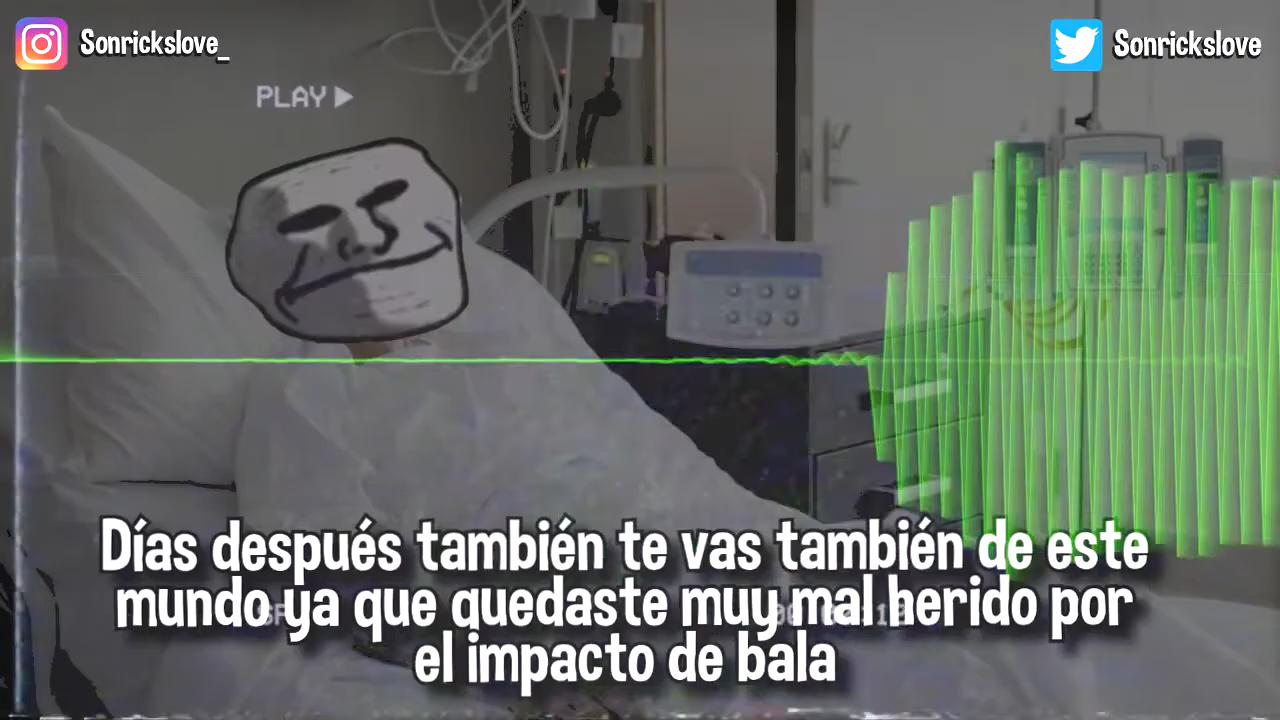 Sonrickslove_
Sonrickslove
PLAY
Días después también te vas también de este
mundo ya que quedaste muy mal herido por
el impacto de bala